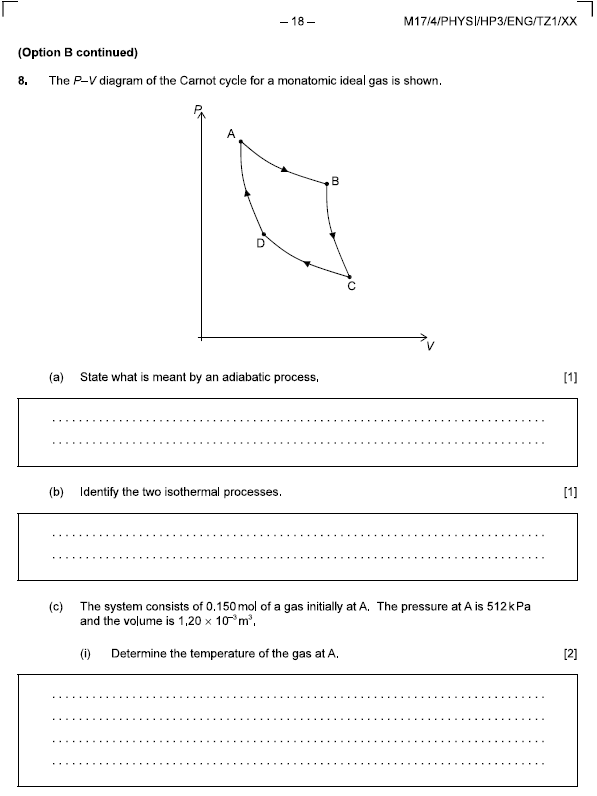 – 18 –
M17/4/PHYSI/HP3/ENG/TZ1/XX
(Option B continued)
8. The P–V diagram of the Carnot cycle for a monatomic ideal gas is shown.
P
A
B
D
C
V
(a) State what is meant by an adiabatic process. [1]
(b) Identify the two isothermal processes. [1]
(c) The system consists of 0.150 mol of a gas initially at A. The pressure at A is 512 kPa
and the volume is 1.20 × 10⁻³ m³.
(i) Determine the temperature of the gas at A. [2]